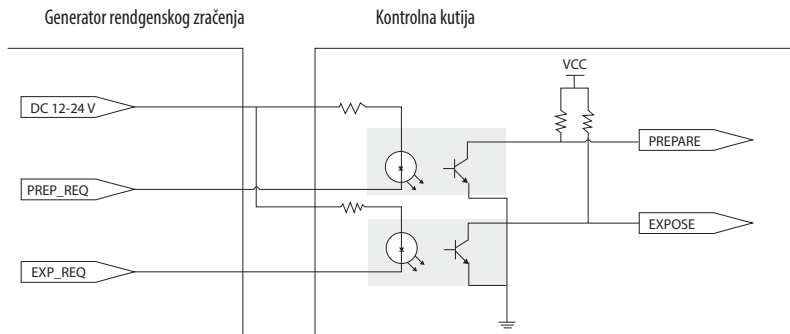 Generator rendgenskog zračenja
Kontrolna kutija
VCC
DC 12-24 V
PREPARE
PREP_REQ
EXPOSE
EXP_REQ